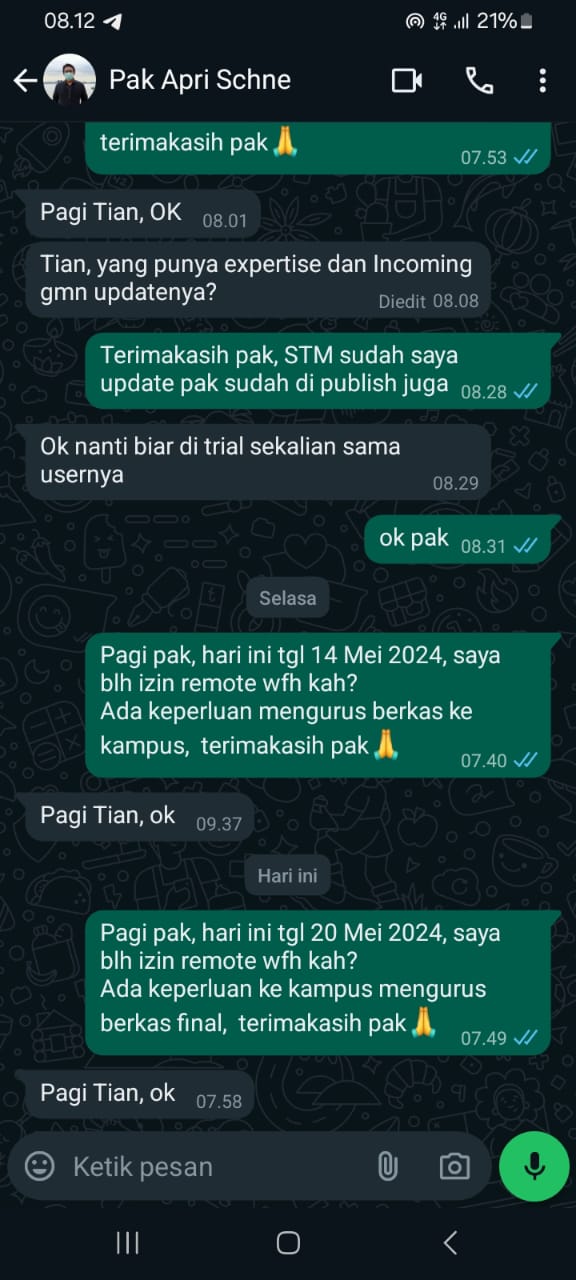 08.12
4G
21%
Pak Apri Schne
terimakasih pak🙏
07.53
Pagi Tian, OK
08.01
Tian, yang punya expertise dan Incoming
gmn updatenya?
Diedit 08.08
Terimakasih pak, STM sudah saya
update pak sudah di publish juga
08.28
Ok nanti biar di trial sekalian sama
usernya
08.29
ok pak
08.31
Selasa
Pagi pak, hari ini tgl 14 Mei 2024, saya
blh izin remote wfh kah?
Ada keperluan mengurus berkas ke
kampus,  terimakasih pak🙏
07.40
Pagi Tian, ok
09.37
Hari ini
Pagi pak, hari ini tgl 20 Mei 2024, saya
blh izin remote wfh kah?
Ada keperluan ke kampus mengurus
berkas final,  terimakasih pak🙏
07.49
Pagi Tian, ok
07.58
Ketik pesan